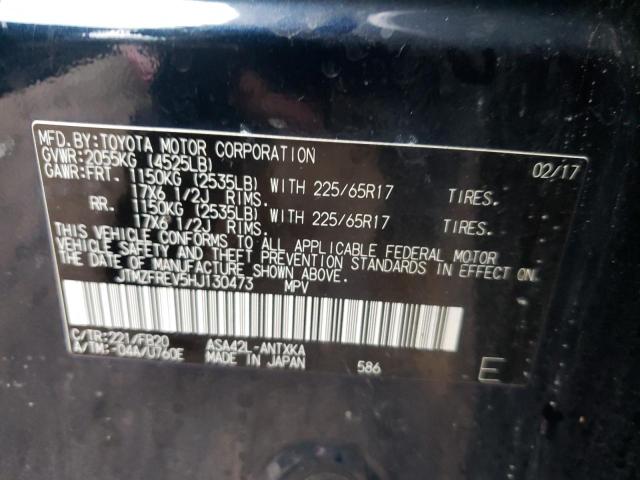 MFD.BY:TOYOTA MOTOR CORPORATION 02/17
GVWR:2055KG (4525LB)
GAWR:FRT. 1150KG (2535LB) WITH 225/65R17 TIRES.
17X6 1/2J RIMS.
RR. 1150KG (2535LB) WITH 225/65R17 TIRES.
17X6 1/2J RIMS.
THIS VEHICLE CONFORMS TO ALL APPLICABLE FEDERAL MOTOR
VEHICLE SAFETY AND THEFT PREVENTION STANDARDS IN EFFECT ON
THE DATE OF MANUFACTURE SHOWN ABOVE.
JTMZFREV5HJ130473 MPV
C/TR:221/FB20 ASA42L-ANTXKA
A/TM:-04A/U760E MADE IN JAPAN 586 E